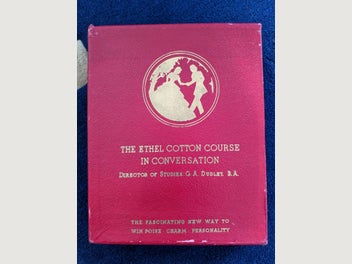 THE ETHEL COTTON COURSE
IN CONVERSATION
DIRECTOR OF STUDIES: G. A. DUDLEY, B.A.
THE FASCINATING NEW WAY TO
WIN POISE · CHARM · PERSONALITY